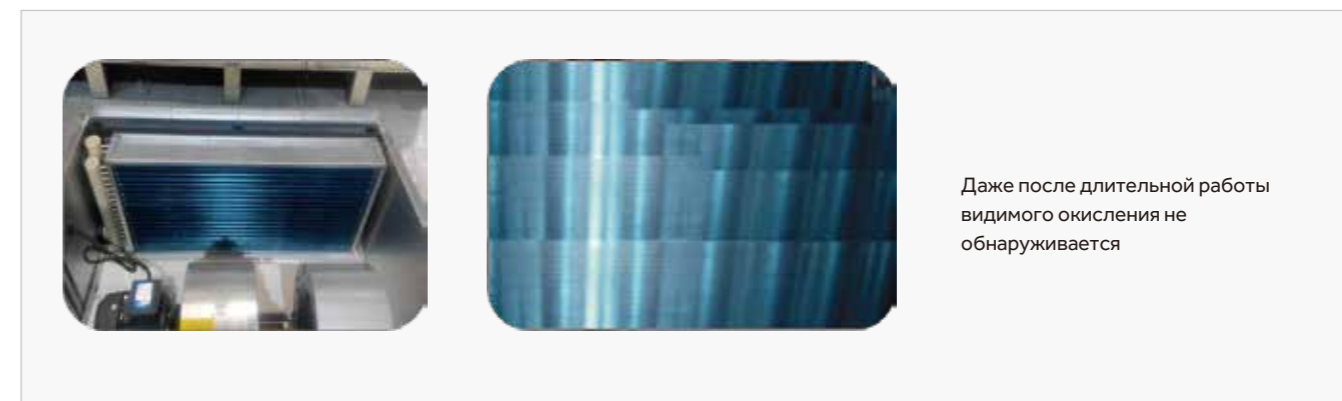 Даже после длительной работы
видимого окисления не
обнаруживается